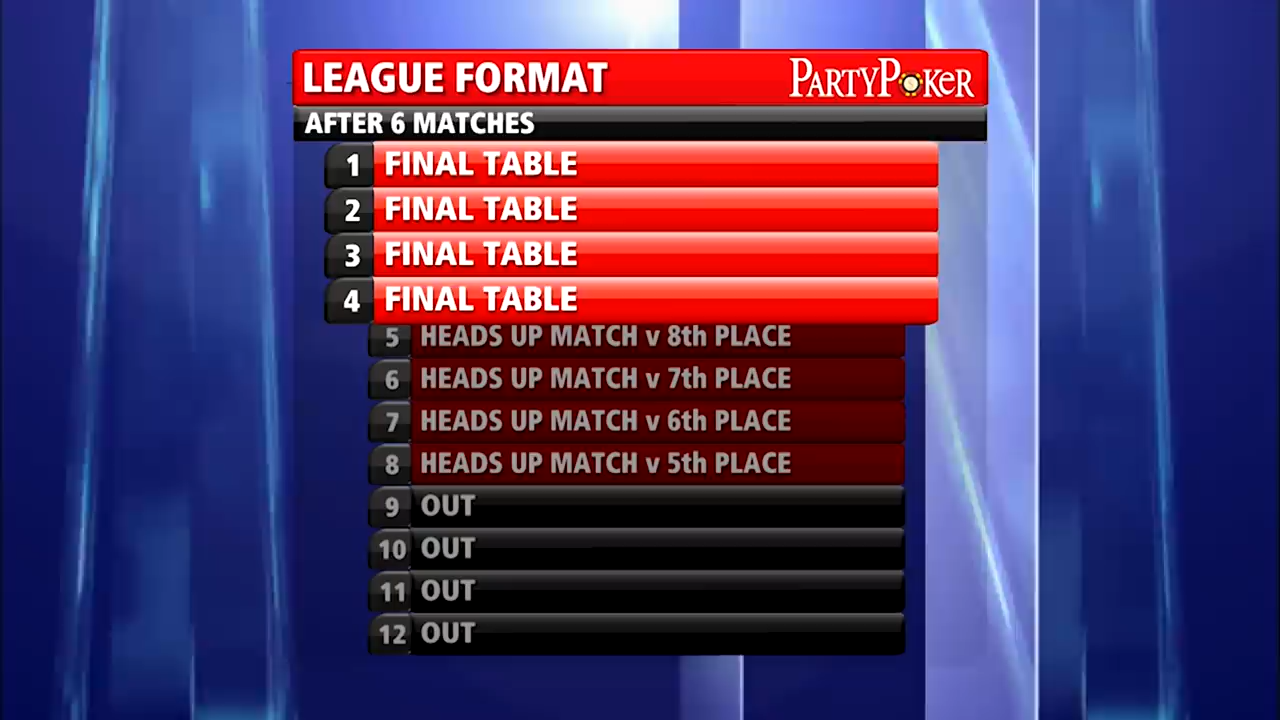 LEAGUE FORMAT PARTYPOKER
AFTER 6 MATCHES
1 FINAL TABLE
2 FINAL TABLE
3 FINAL TABLE
4 FINAL TABLE
5 HEADS UP MATCH v 8th PLACE
6 HEADS UP MATCH v 7th PLACE
7 HEADS UP MATCH v 6th PLACE
8 HEADS UP MATCH v 5th PLACE
9 OUT
10 OUT
11 OUT
12 OUT